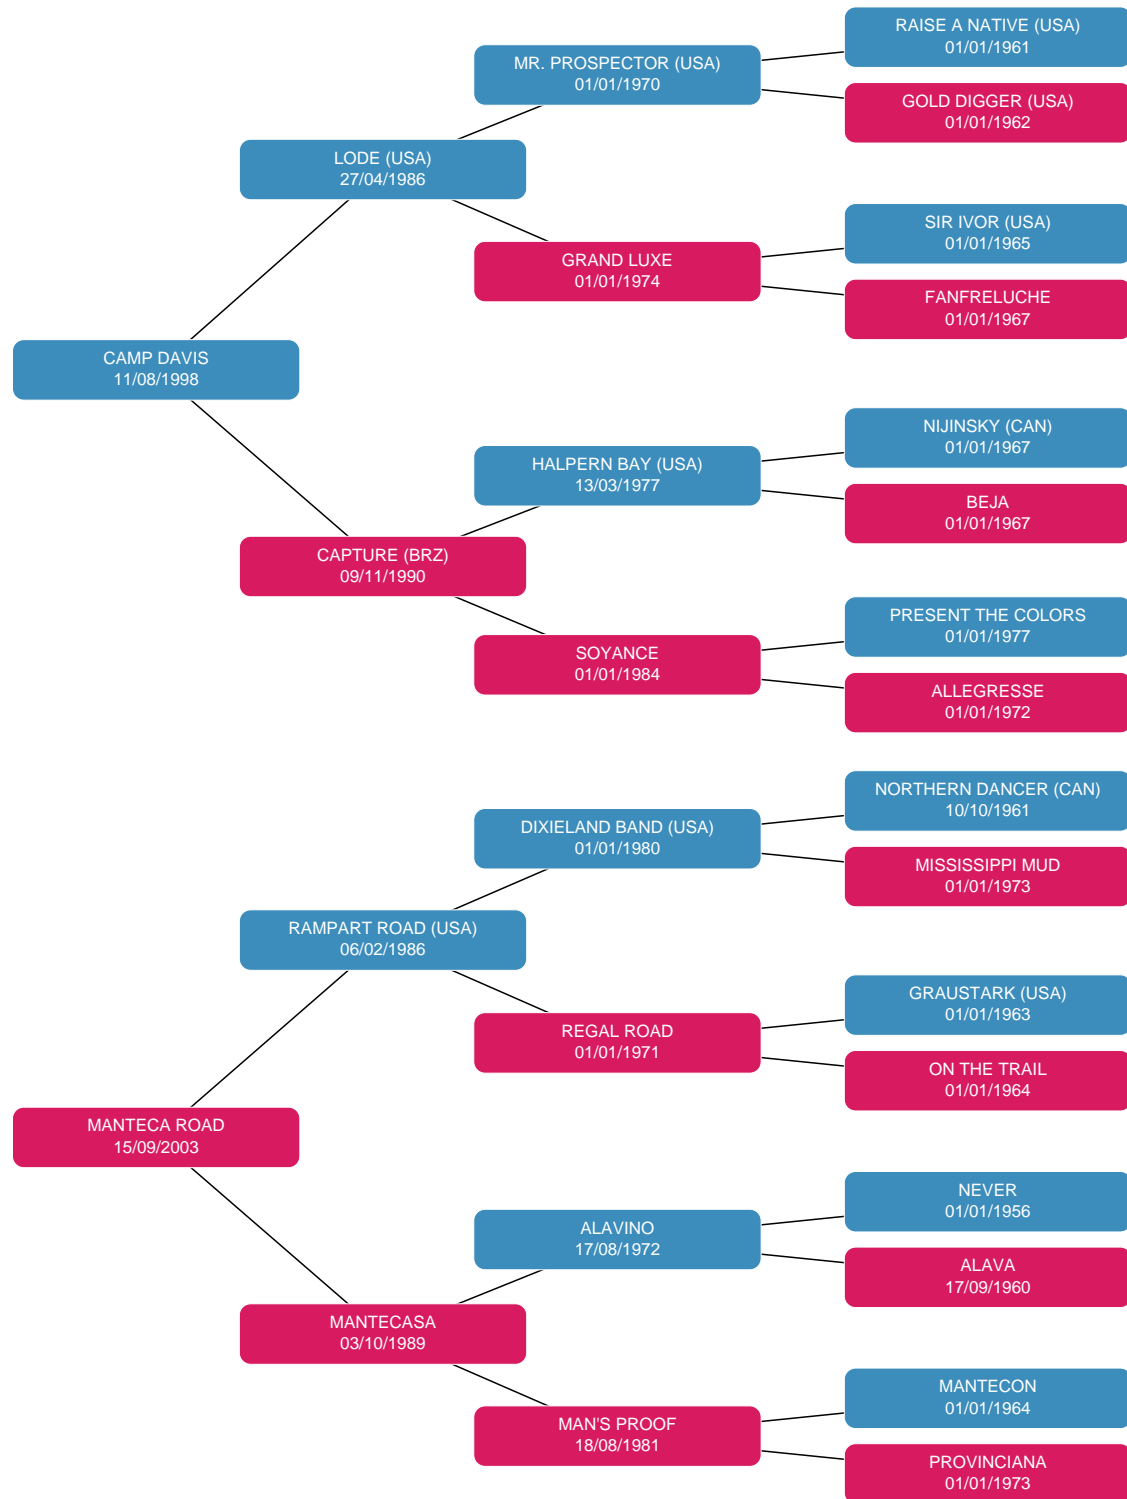 RAISE A NATIVE (USA)
01/01/1961
MR. PROSPECTOR (USA)
01/01/1970
GOLD DIGGER (USA)
01/01/1962
LODE (USA)
27/04/1986
SIR IVOR (USA)
01/01/1965
GRAND LUXE
01/01/1974
FANFRELUCHE
01/01/1967
CAMP DAVIS
11/08/1998
NIJINSKY (CAN)
01/01/1967
HALPERN BAY (USA)
13/03/1977
BEJA
01/01/1967
CAPTURE (BRZ)
09/11/1990
PRESENT THE COLORS
01/01/1977
SOYANCE
01/01/1984
ALLEGRESSE
01/01/1972
NORTHERN DANCER (CAN)
10/10/1961
DIXIELAND BAND (USA)
01/01/1980
MISSISSIPPI MUD
01/01/1973
RAMPART ROAD (USA)
06/02/1986
GRAUSTARK (USA)
01/01/1963
REGAL ROAD
01/01/1971
ON THE TRAIL
01/01/1964
MANTECA ROAD
15/09/2003
NEVER
01/01/1956
ALAVINO
17/08/1972
ALAVA
17/09/1960
MANTECASA
03/10/1989
MANTECON
01/01/1964
MAN'S PROOF
18/08/1981
PROVINCIANA
01/01/1973